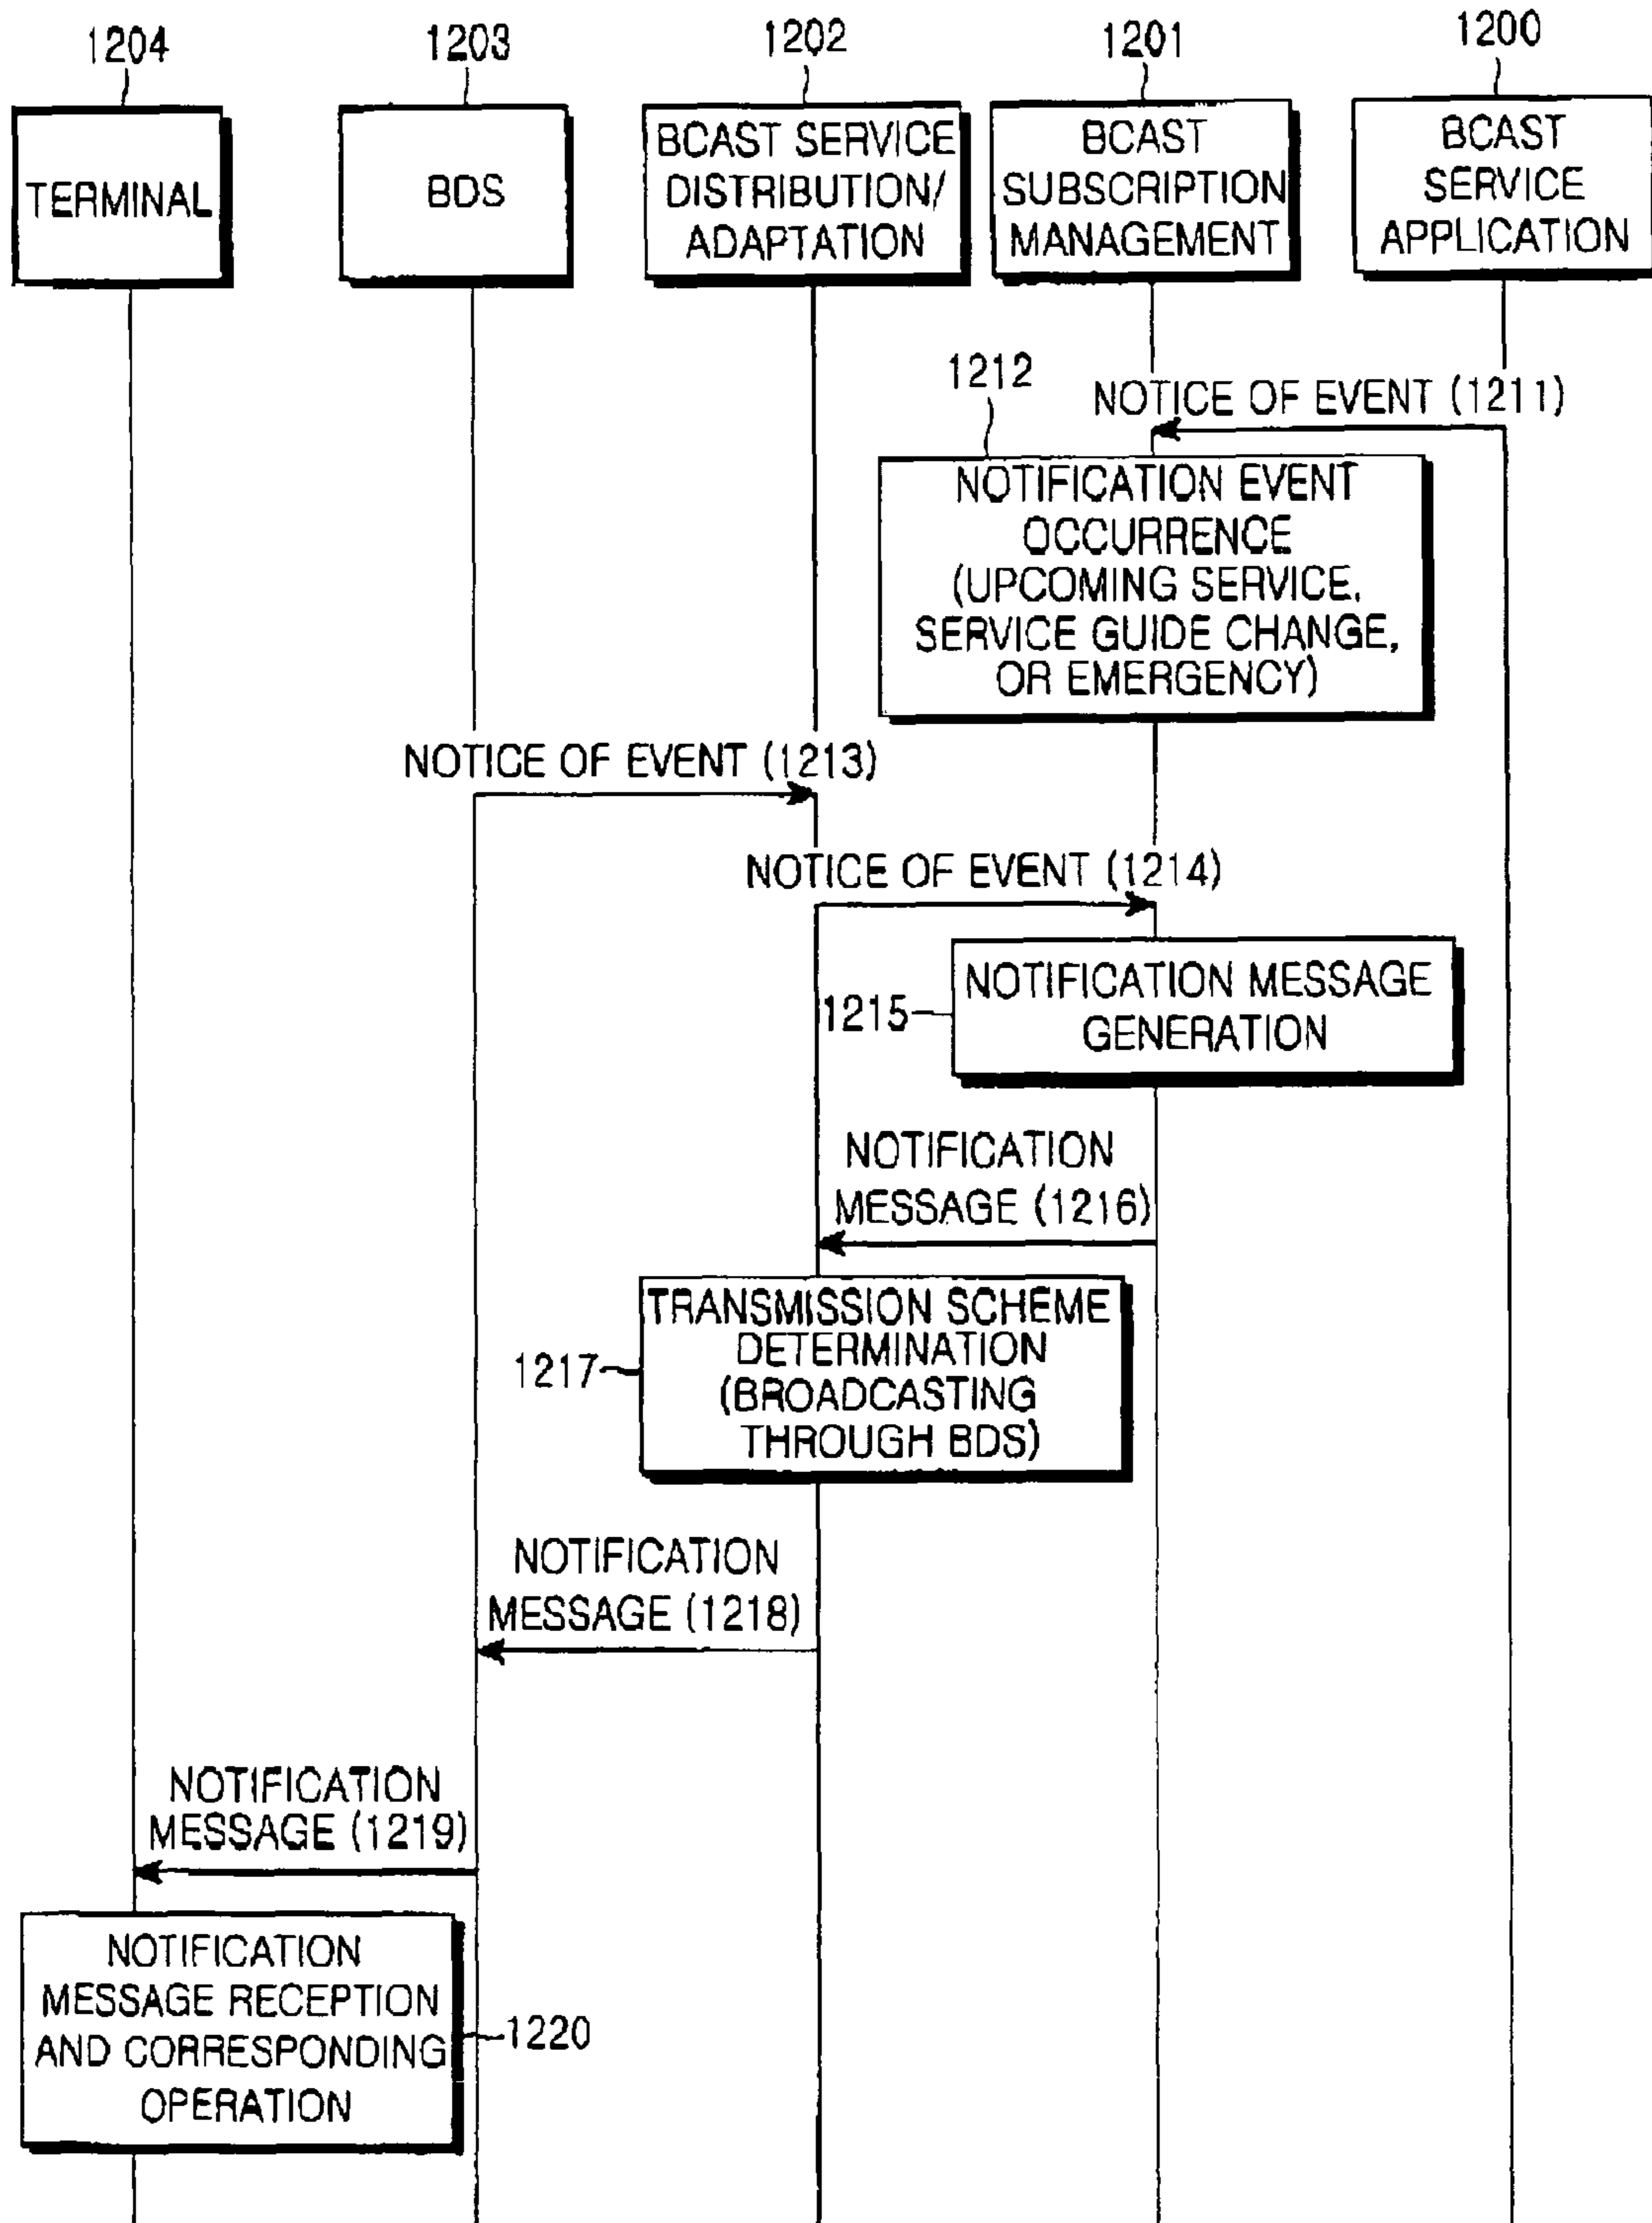 1204
1203
1202
1201
1200
TERMINAL
BDS
BCAST SERVICE
DISTRIBUTION/
ADAPTATION
BCAST
SUBSCRIPTION
MANAGEMENT
BCAST
SERVICE
APPLICATION
NOTICE OF EVENT (1211)
1212
NOTIFICATION EVENT
OCCURRENCE
(UPCOMING SERVICE,
SERVICE GUIDE CHANGE,
OR EMERGENCY)
NOTICE OF EVENT (1213)
NOTICE OF EVENT (1214)
1215
NOTIFICATION MESSAGE
GENERATION
NOTIFICATION
MESSAGE (1216)
1217
TRANSMISSION SCHEME
DETERMINATION
(BROADCASTING
THROUGH BDS)
NOTIFICATION
MESSAGE (1218)
NOTIFICATION
MESSAGE (1219)
NOTIFICATION
MESSAGE RECEPTION
AND CORRESPONDING
OPERATION
1220